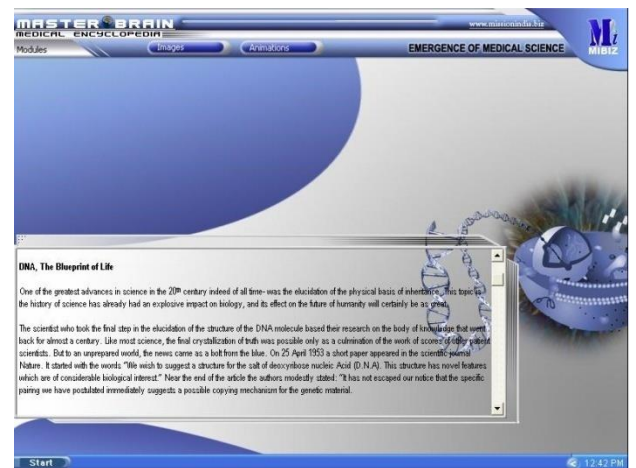 MASTER BRAIN
MEDICAL ENCYCLOPEDIA
www.missionindia.biz
Modules
Images
Animations
EMERGENCE OF MEDICAL SCIENCE
MIBIZ
DNA, The Blueprint of Life
One of the greatest advances in science in the 20th century indeed of all time- was the elucidation of the physical basis of inheritance. This topic in
the history of science has already had an explosive impact on biology, and its effect on the future of humanity will certainly be as great.
The scientist who took the final step in the elucidation of the structure of the DNA molecule based their research on the body of knowledge that went
back for almost a century. Like most science, the final crystallization of truth was possible only as a culmination of the work of scores of other patient
scientists. But to an unprepared world, the news came as a bolt from the blue. On 25 April 1953 a short paper appeared in the scientific journal
Nature. It started with the words "We wish to suggest a structure for the salt of deoxyribose nucleic Acid (D.N.A). This structure has novel features
which are of considerable biological interest." Near the end of the article the authors modestly stated: "It has not escaped our notice that the specific
pairing we have postulated immediately suggests a possible copying mechanism for the genetic material.
Start
12:42 PM